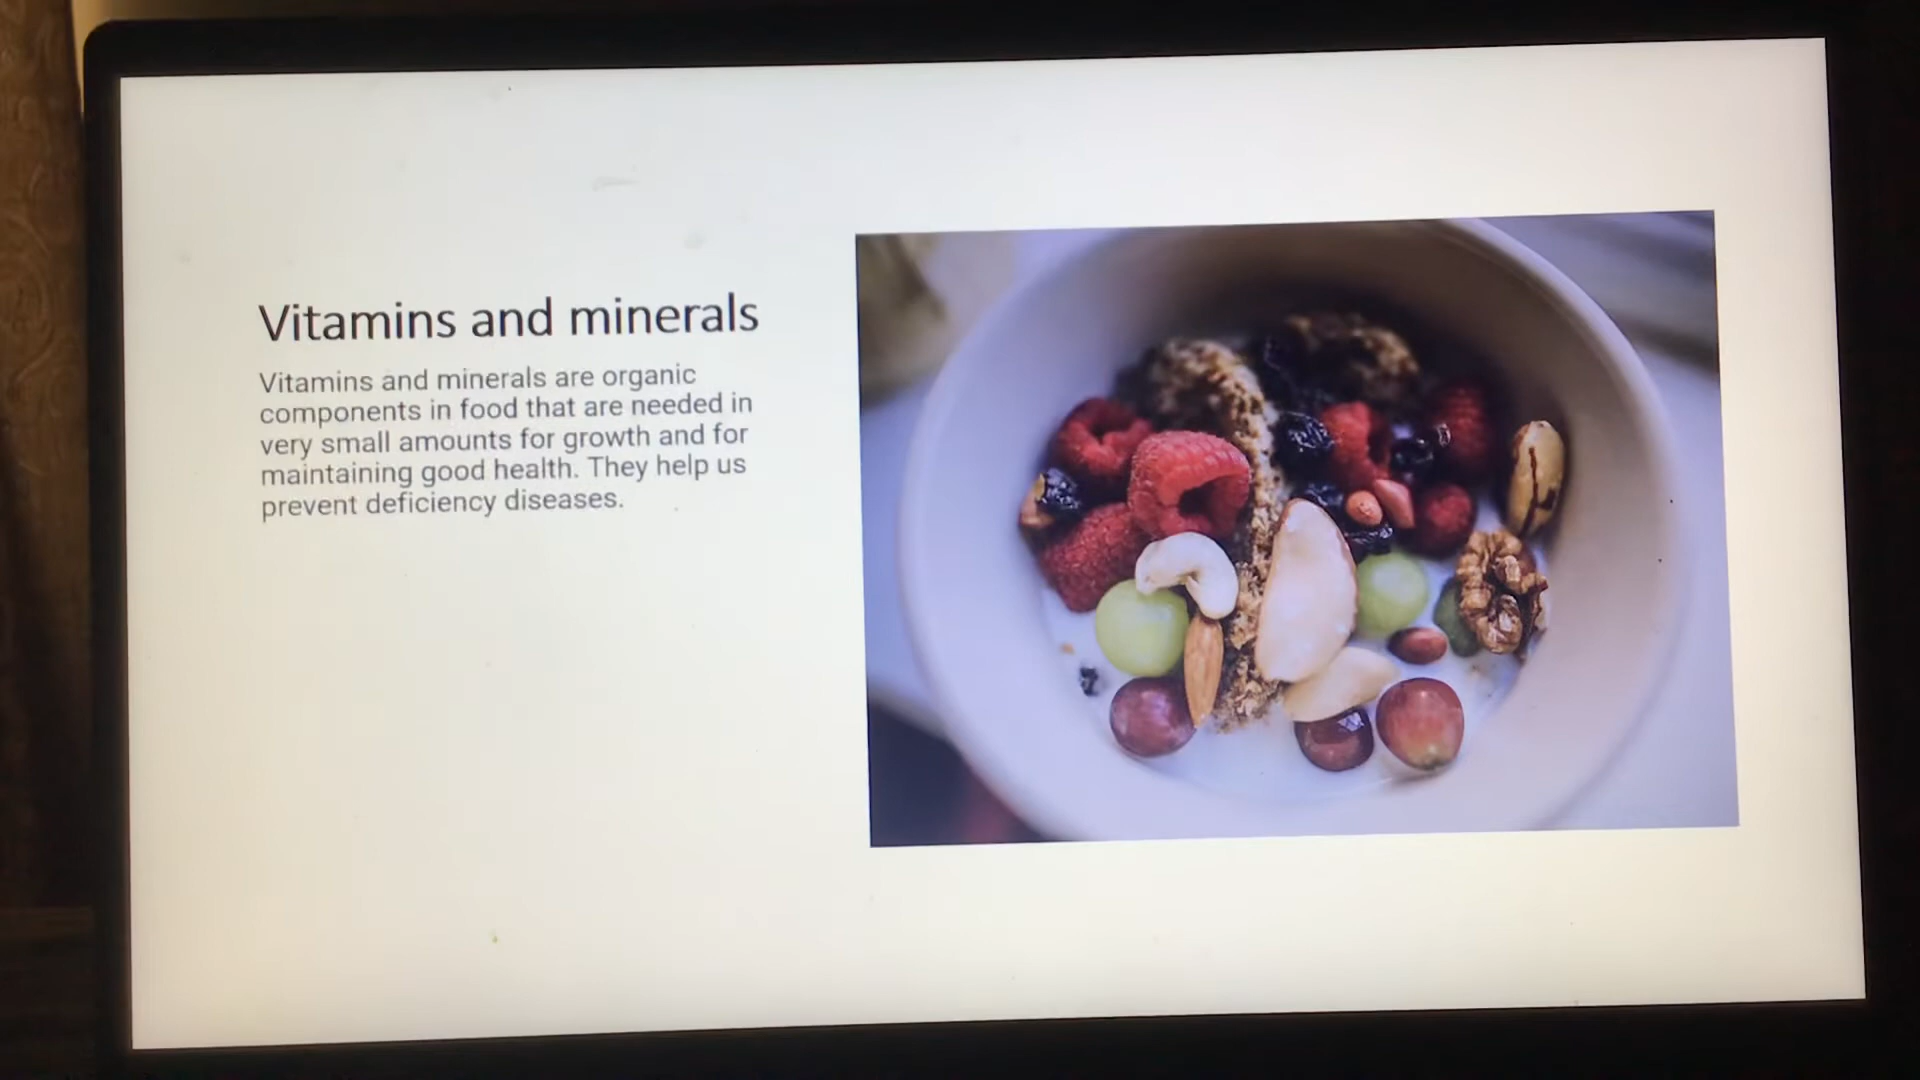 Vitamins and minerals
Vitamins and minerals are organic
components in food that are needed in
very small amounts for growth and for
maintaining good health. They help us
prevent deficiency diseases.